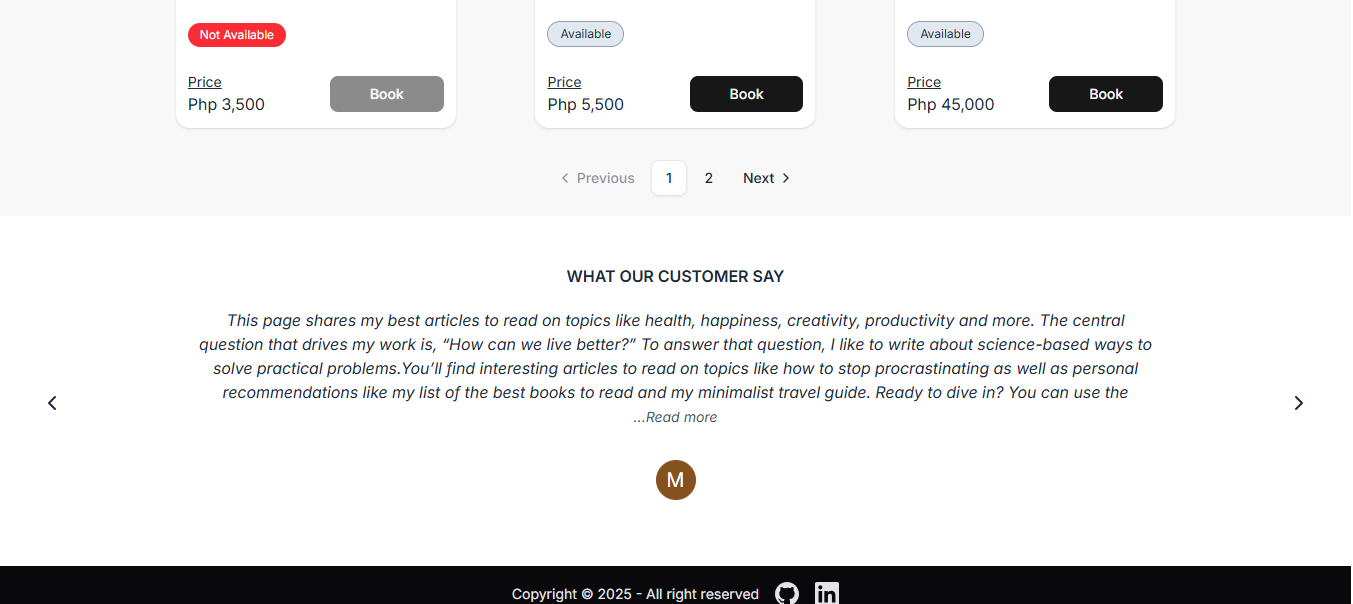 Not Available
Available
Available
Price
Php 3,500
Book
Price
Php 5,500
Book
Price
Php 45,000
Book
Previous
1
2
Next
WHAT OUR CUSTOMER SAY
This page shares my best articles to read on topics like health, happiness, creativity, productivity and more. The central
question that drives my work is, “How can we live better?” To answer that question, I like to write about science-based ways to
solve practical problems.You’ll find interesting articles to read on topics like how to stop procrastinating as well as personal
recommendations like my list of the best books to read and my minimalist travel guide. Ready to dive in? You can use the
...Read more
M
Copyright © 2025 - All right reserved
in